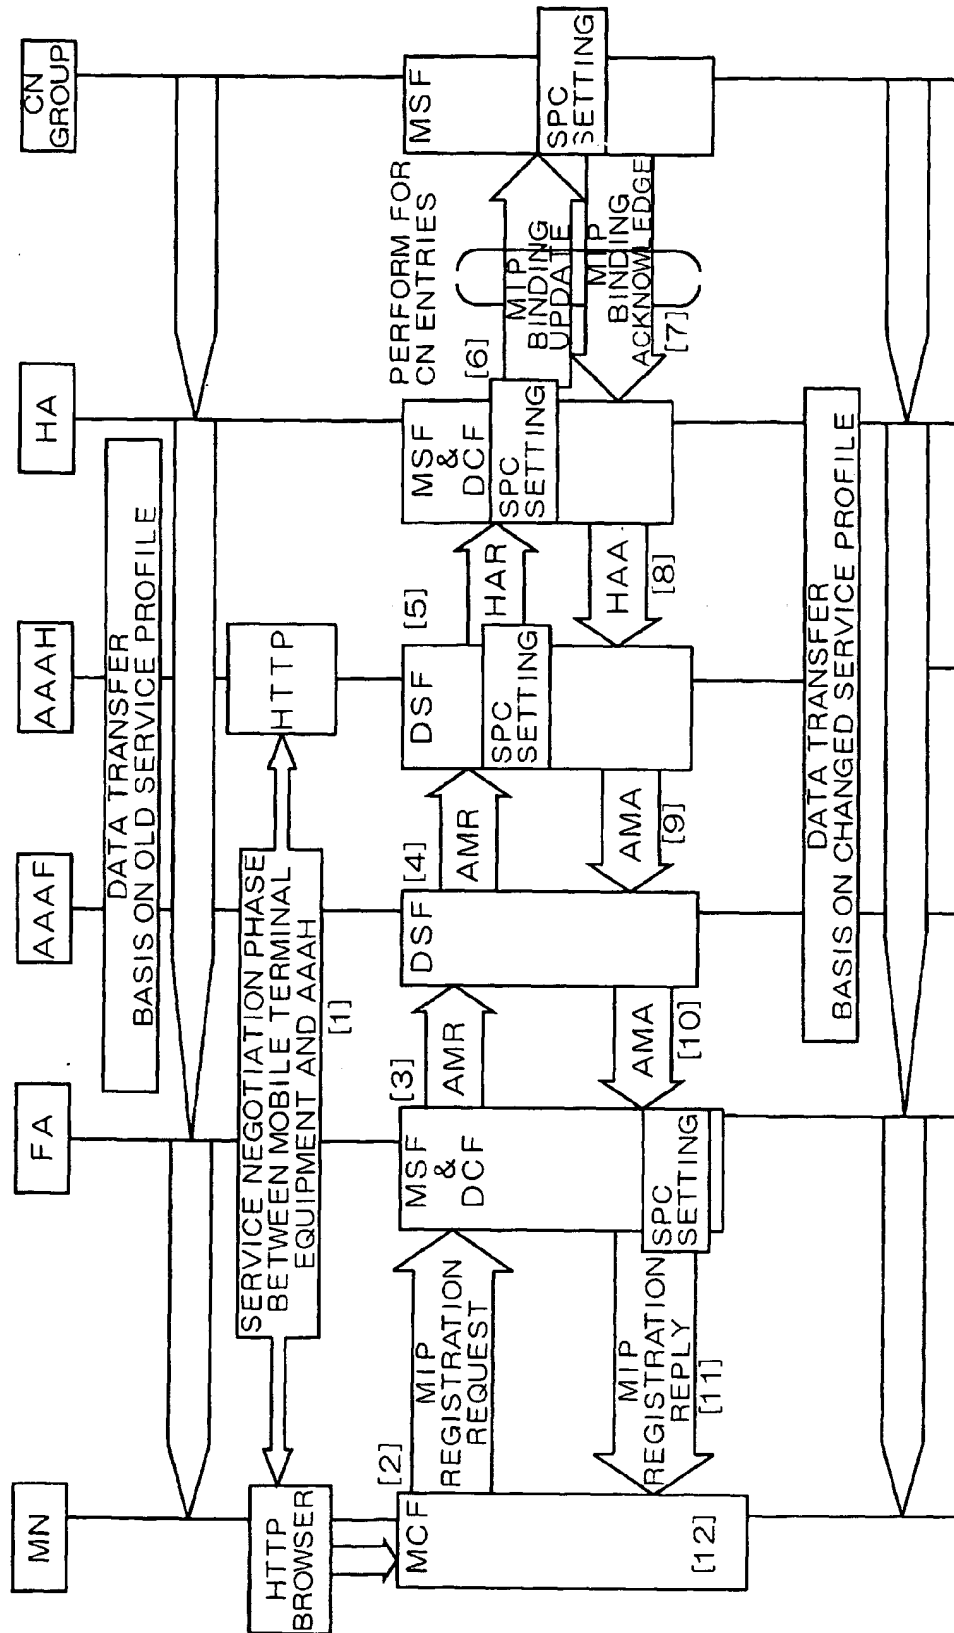 MN
FA
AAAF
AAAH
HA
CN
GROUP
DATA TRANSFER
BASIS ON OLD SERVICE PROFILE
HTTP
BROWSER
SERVICE NEGOTIATION PHASE
BETWEEN MOBILE TERMINAL
EQUIPMENT AND AAAH
[1]
HTTP
PERFORM FOR
CN ENTRIES
MCF
[2]
MIP
REGISTRATION
REQUEST
MSF
&
DCF
[3]
AMR
DSF
[4]
AMR
DSF
SPC
SETTING
[5]
HAR
MSF
&
DCF
SPC
SETTING
[6]
MIP
BINDING
UPDATE
MSF
SPC
SETTING
MIP
BINDING
ACKNOWLEDGE
[7]
HAA
[8]
AMA
[9]
AMA
[10]
SPC
SETTING
MIP
REGISTRATION
REPLY
[11]
[12]
DATA TRANSFER
BASIS ON CHANGED SERVICE PROFILE